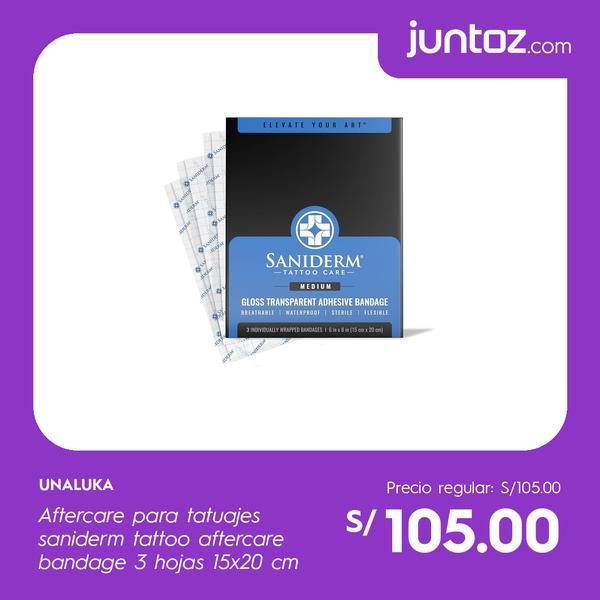 juntoz.com
ELEVATE YOUR ART®
SANIDERM®
TATTOO CARE
MEDIUM
GLOSS TRANSPARENT ADHESIVE BANDAGE
BREATHABLE | WATERPROOF | STERILE | FLEXIBLE
3 INDIVIDUALLY WRAPPED BANDAGES | 6 in x 8 in (15 cm x 20 cm)
UNALUKA
Aftercare para tatuajes
saniderm tattoo aftercare
bandage 3 hojas 15x20 cm
Precio regular: S/105.00
S/ 105.00